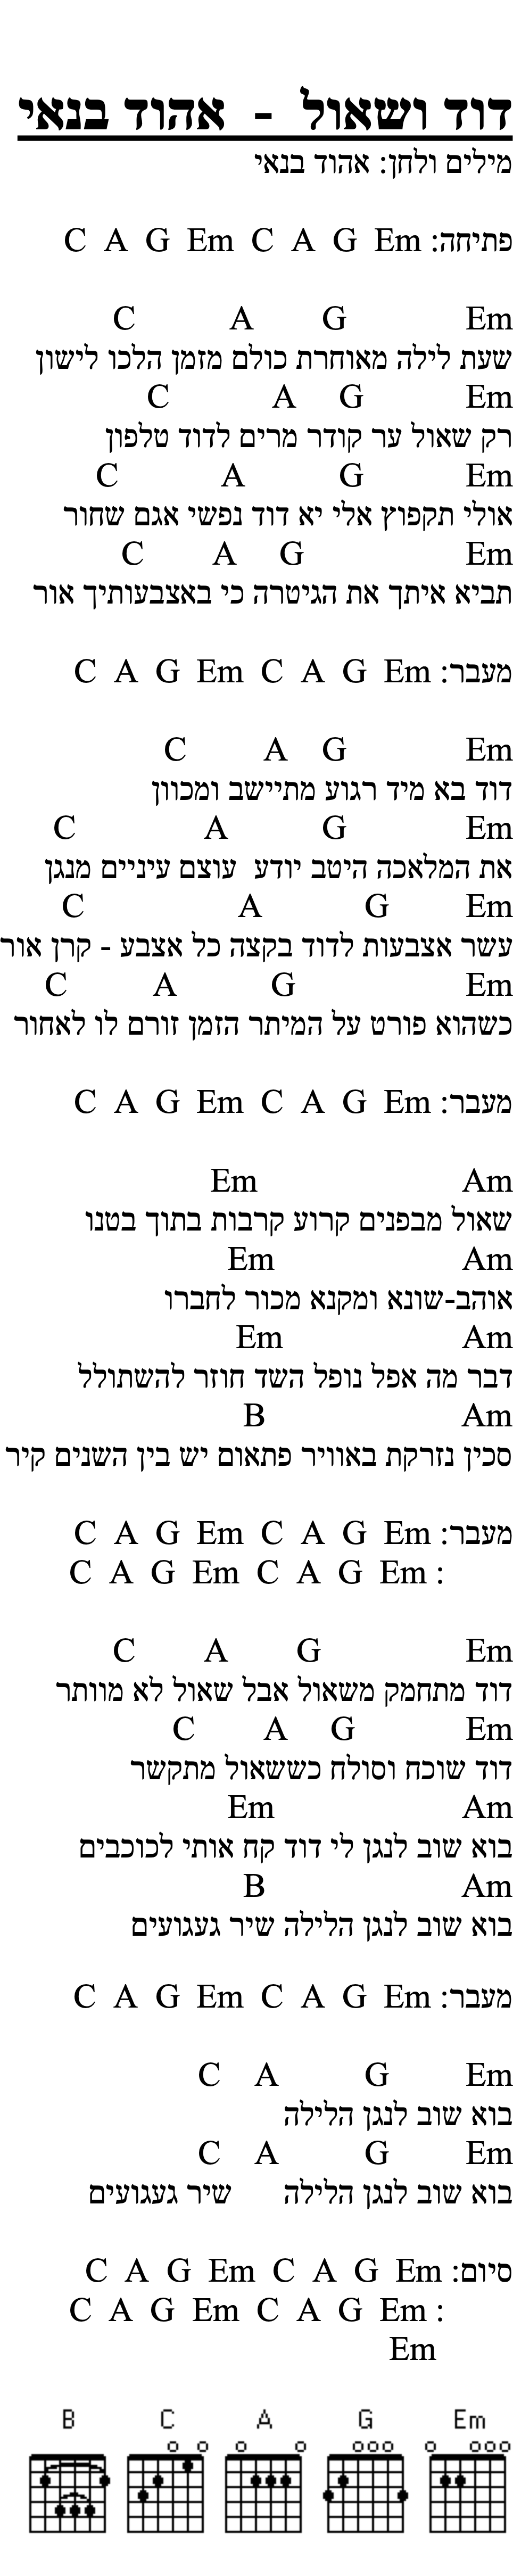 דוד ושאול - אהוד בנאי
מילים ולחן: אהוד בנאי
פתיחה: Em G A C Em G A C
Em G A C
שעת לילה מאוחרת כולם מזמן הלכו לישון
Em G A C
רק שאול ער קודר מרים לדוד טלפון
Em G A C
אולי תקפוץ אלי יא דוד נפשי אגם שחור
Em G A C
תביא איתך את הגיטרה כי באצבעותיך אור
מעבר: Em G A C Em G A C
Em G A C
דוד בא מיד רגוע מתיישב ומכוון
Em G A C
את המלאכה היטב יודע עוצם עיניים מנגן
Em G A C
עשר אצבעות לדוד בקצה כל אצבע - קרן אור
Em G A C
כשהוא פורט על המיתר הזמן זורם לו לאחור
מעבר: Em G A C Em G A C
Am Em
שאול מבפנים קרוע קרבות בתוך בטנו
Am Em
אוהב-שונא ומקנא מכור לחברו
Am Em
דבר מה אפל נופל השד חוזר להשתולל
Am B
סכין נזרקת באוויר פתאום יש בין השנים קיר
מעבר: Em G A C Em G A C
: Em G A C Em G A C
Em G A C
דוד מתחמק משאול אבל שאול לא מוותר
Em G A C
דוד שוכח וסולח כששאול מתקשר
Am Em
בוא שוב לנגן לי דוד קח אותי לכוכבים
Am B
בוא שוב לנגן הלילה שיר געגועים
מעבר: Em G A C Em G A C
Em G A C
בוא שוב לנגן הלילה
Em G A C
בוא שוב לנגן הלילה שיר געגועים
סיום: Em G A C Em G A C
: Em G A C Em G A C
Em
B C A G Em